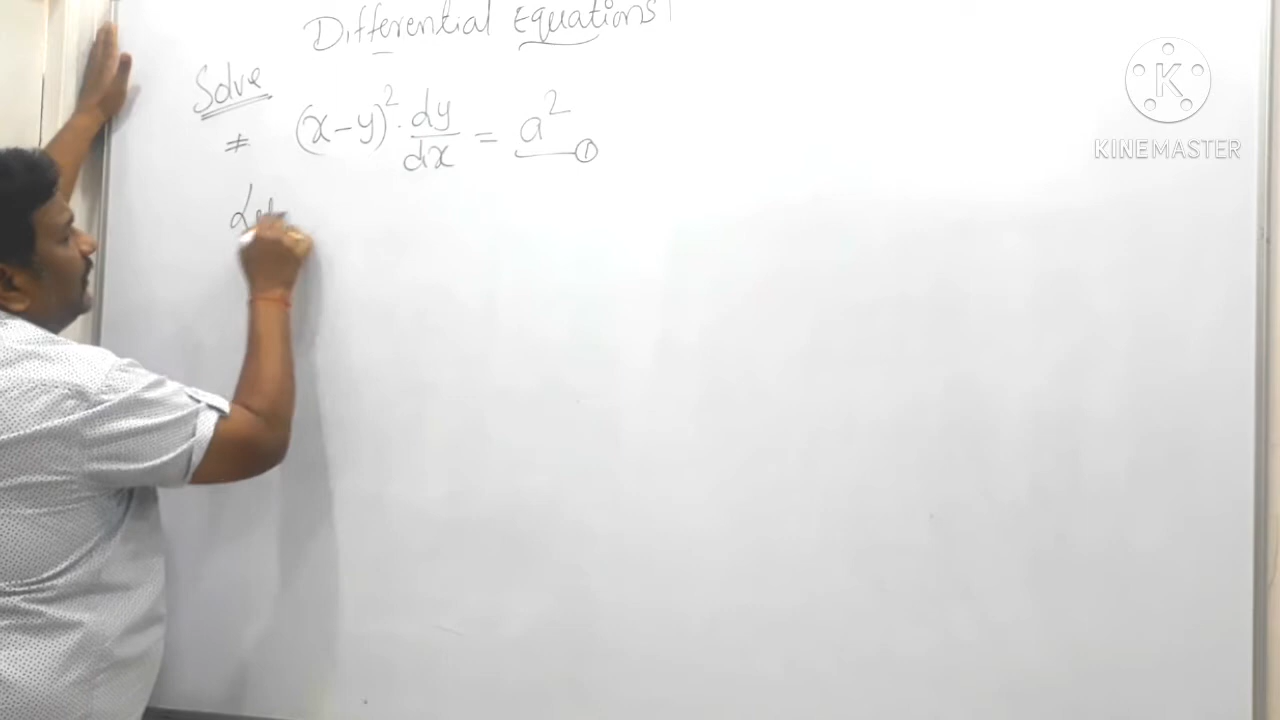 Differential Equations
Solve
# (x-y)². dy/dx = a² ①
Let
K
KINEMASTER